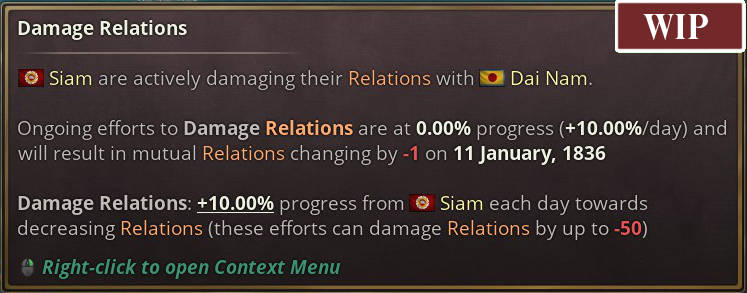 Damage Relations
WIP
Siam are actively damaging their Relations with Dai Nam.
Ongoing efforts to Damage Relations are at 0.00% progress (+10.00%/day) and
will result in mutual Relations changing by -1 on 11 January, 1836
Damage Relations: +10.00% progress from Siam each day towards
decreasing Relations (these efforts can damage Relations by up to -50)
Right-click to open Context Menu